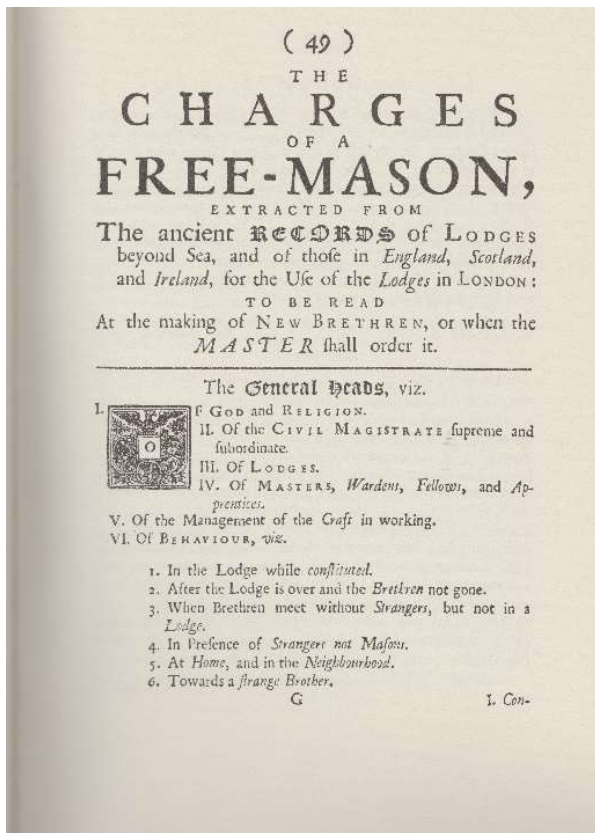 ( 49 )
THE
CHARGES
OF A
FREE-MASON,
EXTRACTED FROM
The ancient RECORDS of LODGES
beyond Sea, and of thoſe in England, Scotland,
and Ireland, for the Uſe of the Lodges in LONDON:
TO BE READ
At the making of NEW BRETHREN, or when the
MASTER ſhall order it.
The General Heads, viz.
I. OF GOD and RELIGION.
II. Of the CIVIL MAGISTRATE ſupreme and
ſubordinate.
III. Of LODGES.
IV. Of MASTERS, Wardens, Fellows, and Ap-
prentices.
V. Of the Management of the Craft in working.
VI. Of BEHAVIOUR, viz.
1. In the Lodge while conſtituted.
2. After the Lodge is over and the Brethren not gone.
3. When Brethren meet without Strangers, but not in a
Lodge.
4. In Preſence of Strangers not Maſons.
5. At Home, and in the Neighbourhood.
6. Towards a ſtrange Brother.
G I. Con-